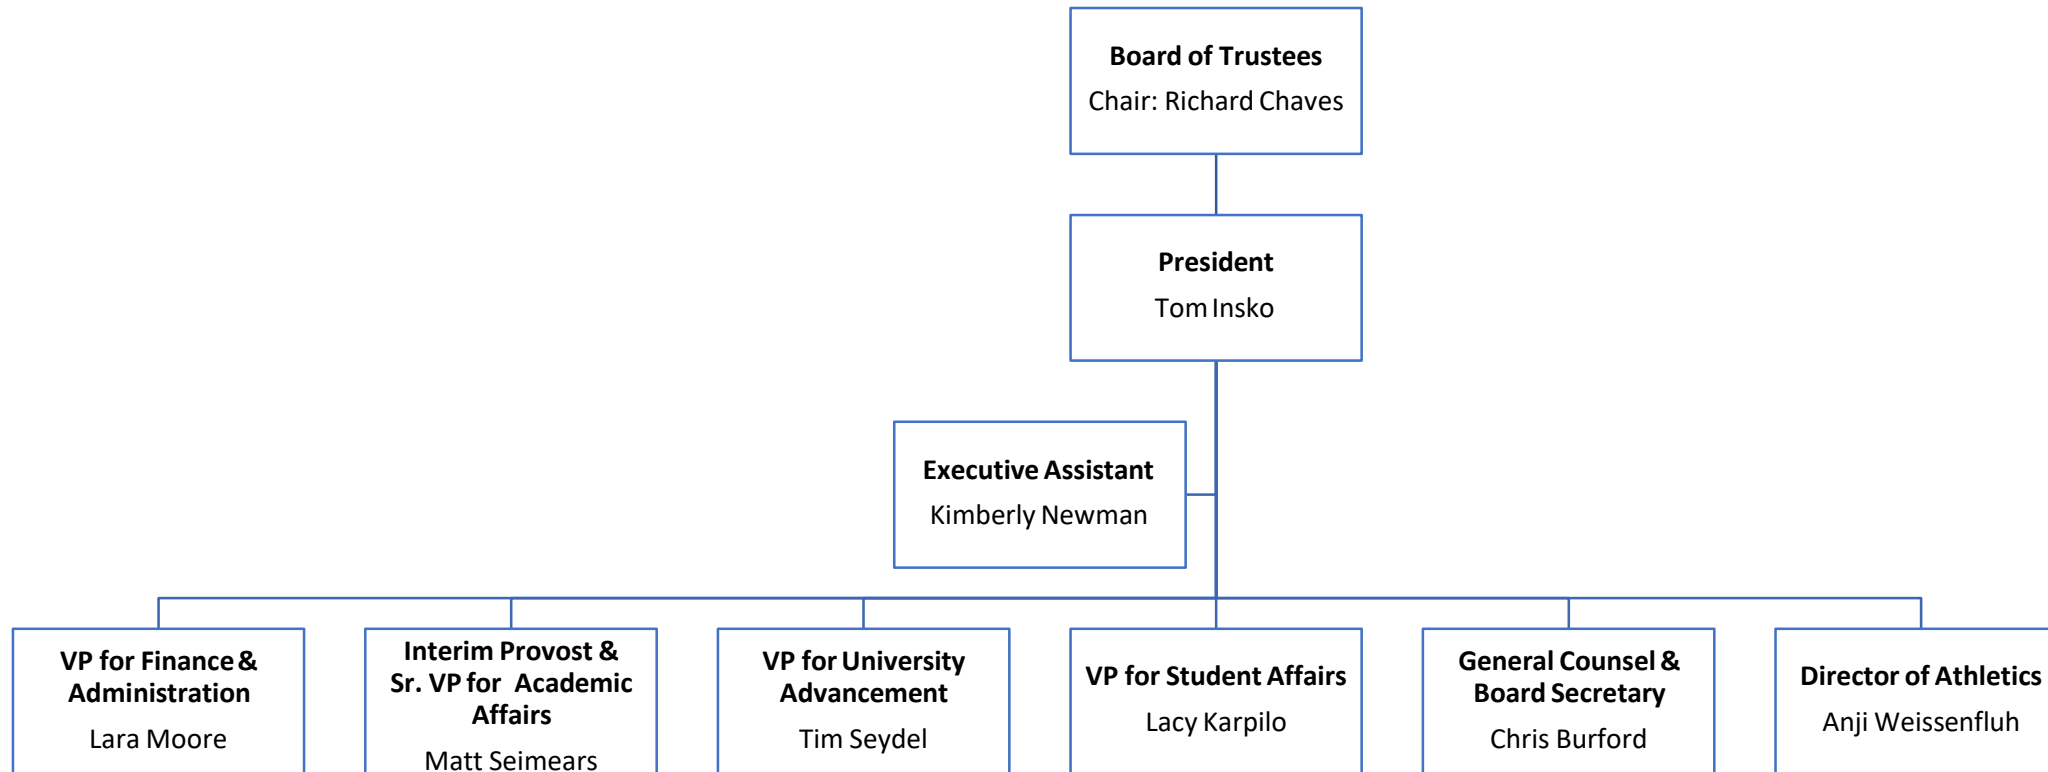 Board of Trustees
Chair: Richard Chaves
President
Tom Insko
Executive Assistant
Kimberly Newman
VP for Finance &
Administration
Lara Moore
Interim Provost &
Sr. VP for Academic
Affairs
Matt Seimears
VP for University
Advancement
Tim Seydel
VP for Student Affairs
Lacy Karpilo
General Counsel &
Board Secretary
Chris Burford
Director of Athletics
Anji Weissenfluh